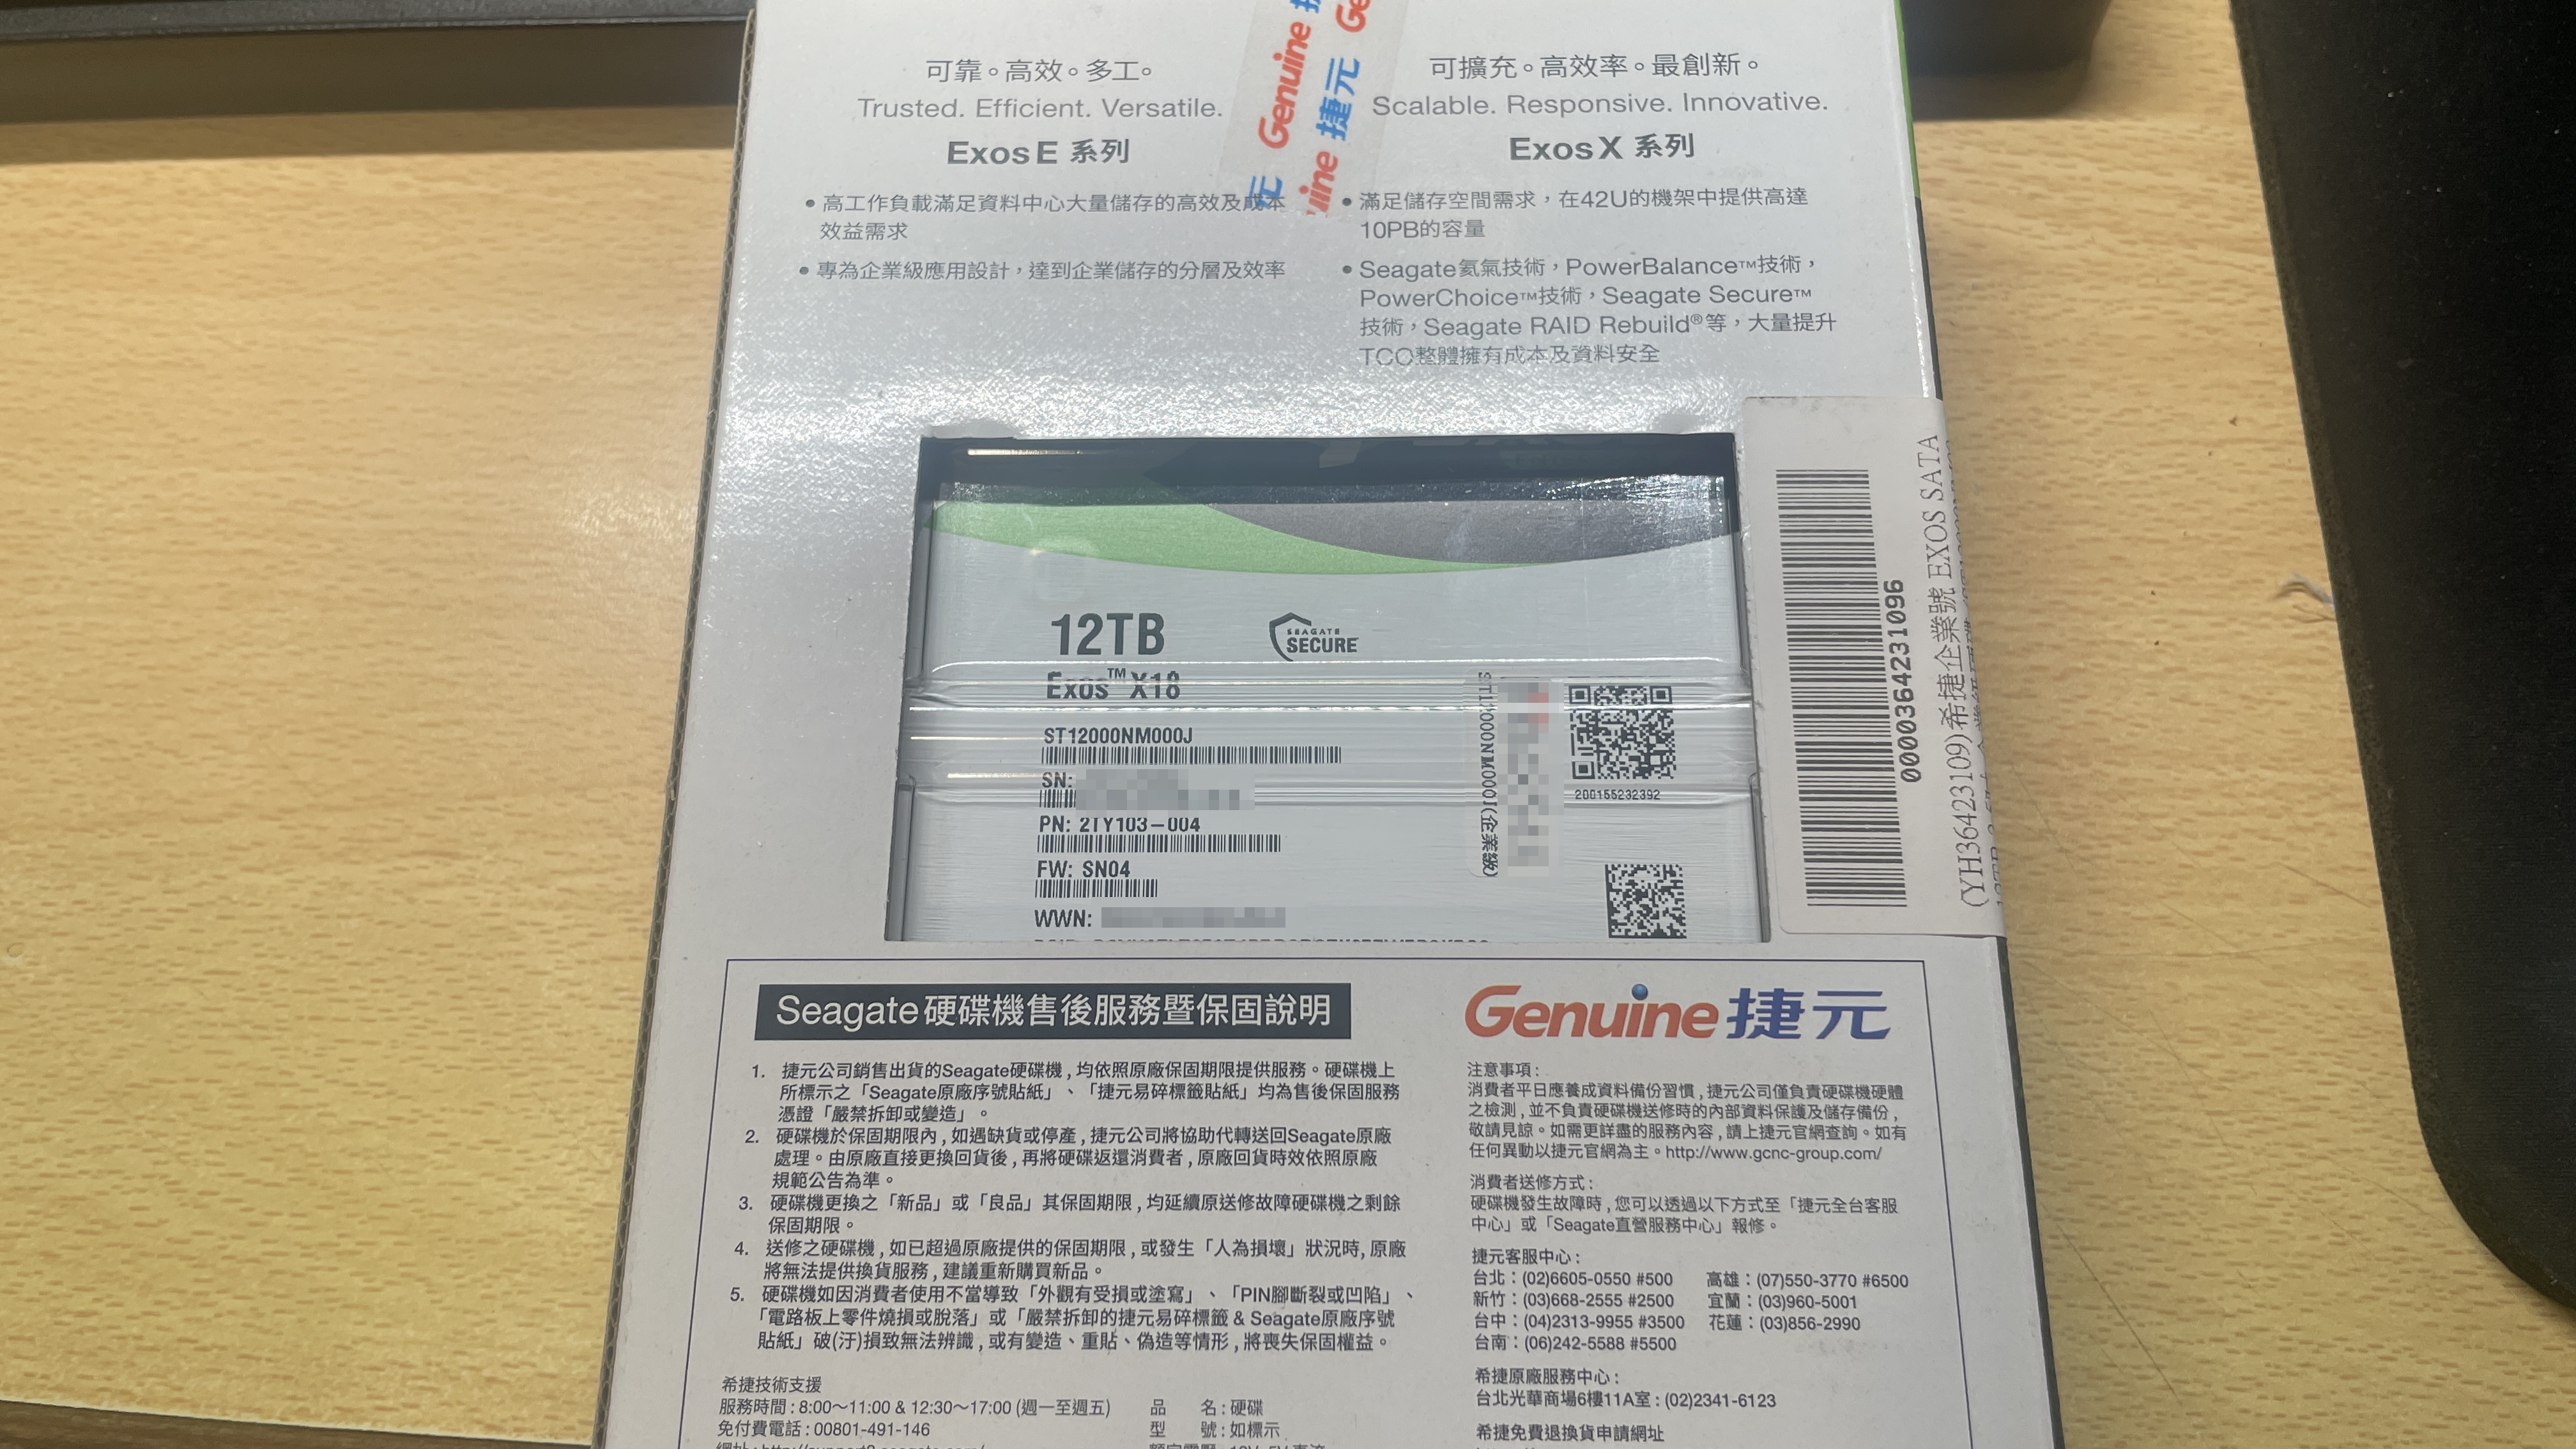 Genuine 捷元
可靠。高效。多工。
Trusted. Efficient. Versatile.
Exos E 系列
• 高工作負載滿足資料中心大量儲存的高效及成本
效益需求
• 專為企業級應用設計，達到企業儲存的分層及效率
可擴充。高效率。最創新。
Scalable. Responsive. Innovative.
Exos X 系列
• 滿足儲存空間需求，在42U的機架中提供高達
10PB的容量
• Seagate氦氣技術，PowerBalance™技術，
PowerChoice™技術，Seagate Secure™
技術，Seagate RAID Rebuild®等，大量提升
TCO整體擁有成本及資料安全
12TB
SEAGATE
SECURE
Exos™ X18
ST12000NM000J
SN:
PN: 2TY103-004
FW: SN04
WWN:
200155232392
0000364231096
(YH36423109)希捷企業號 EXOS SATA
Seagate硬碟機售後服務暨保固說明
1. 捷元公司銷售出貨的Seagate硬碟機，均依照原廠保固期限提供服務。硬碟機上
所標示之「Seagate原廠序號貼紙」、「捷元易碎標籤貼紙」均為售後保固服務
憑證「嚴禁拆卸或變造」。
2. 硬碟機於保固期限內，如遇缺貨或停產，捷元公司將協助代轉送回Seagate原廠
處理。由原廠直接更換回貨後，再將硬碟返還消費者，原廠回貨時效依照原廠
規範公告為準。
3. 硬碟機更換之「新品」或「良品」其保固期限，均延續原送修故障硬碟機之剩餘
保固期限。
4. 送修之硬碟機，如已超過原廠提供的保固期限，或發生「人為損壞」狀況時，原廠
將無法提供換貨服務，建議重新購買新品。
5. 硬碟機如因消費者使用不當導致「外觀有受損或塗寫」、「PIN腳斷裂或凹陷」、
「電路板上零件燒損或脫落」或「嚴禁拆卸的捷元易碎標籤 & Seagate原廠序號
貼紙」破(汙)損致無法辨識，或有變造、重貼、偽造等情形，將喪失保固權益。
希捷技術支援
服務時間：8:00～11:00 & 12:30～17:00 (週一至週五)
免付費電話：00801-491-146
品 名：硬碟
型 號：如標示
Genuine 捷元
注意事項：
消費者平日應養成資料備份習慣，捷元公司僅負責硬碟機硬體
之檢測，並不負責硬碟機送修時的內部資料保護及儲存備份，
敬請見諒。如需更詳盡的服務內容，請上捷元官網查詢。如有
任何異動以捷元官網為主。http://www.gcnc-group.com/
消費者送修方式：
硬碟機發生故障時，您可以透過以下方式至「捷元全台客服
中心」或「Seagate直營服務中心」報修。
捷元客服中心：
台北：(02)6605-0550 #500 高雄：(07)550-3770 #6500
新竹：(03)668-2555 #2500 宜蘭：(03)960-5001
台中：(04)2313-9955 #3500 花蓮：(03)856-2990
台南：(06)242-5588 #5500
希捷原廠服務中心：
台北光華商場6樓11A室：(02)2341-6123
希捷免費退換貨申請網址